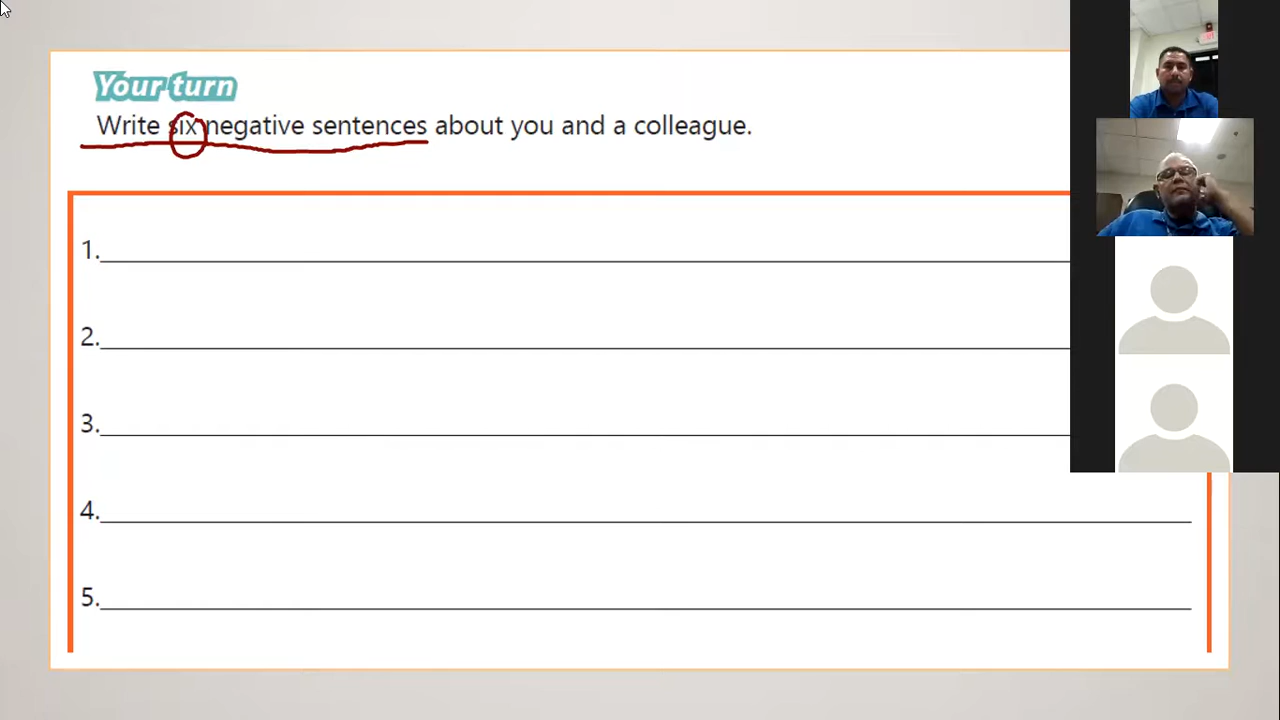 Your turn
Write six negative sentences about you and a colleague.
1.
2.
3.
4.
5.